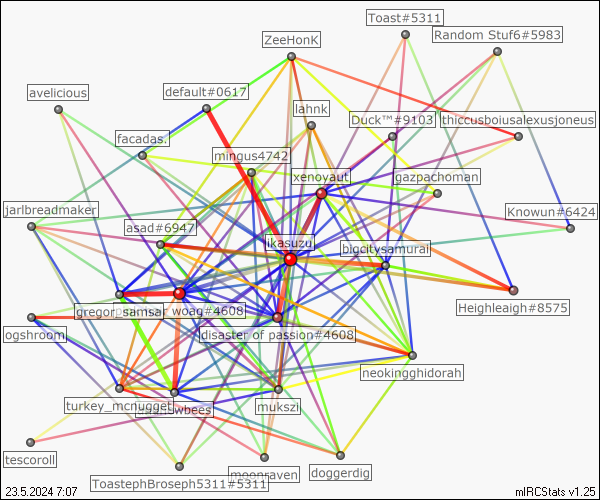 Toast#5311
Random Stuf6#5983
ZeeHonK
avelicious
default#0617
lahnk
Duck™#9103
thiccusboiusalexusjoneus
facadas.
mingus4742
xenoyaut
gazpachoman
jarlbreadmaker
Knowun#6424
asad#6947
ikasuzu
bigcitysamurai
Heighleaigh#8575
gregor_samsar
woag#4608
ogshroom
disaster of passion#4608
neokingghidorah
turkey_mcnugget
wbees
mukszi
tescoroll
ToastephBroseph5311#5311
moonraven
doggerdig
23.5.2024 7:07
mIRCStats v1.25